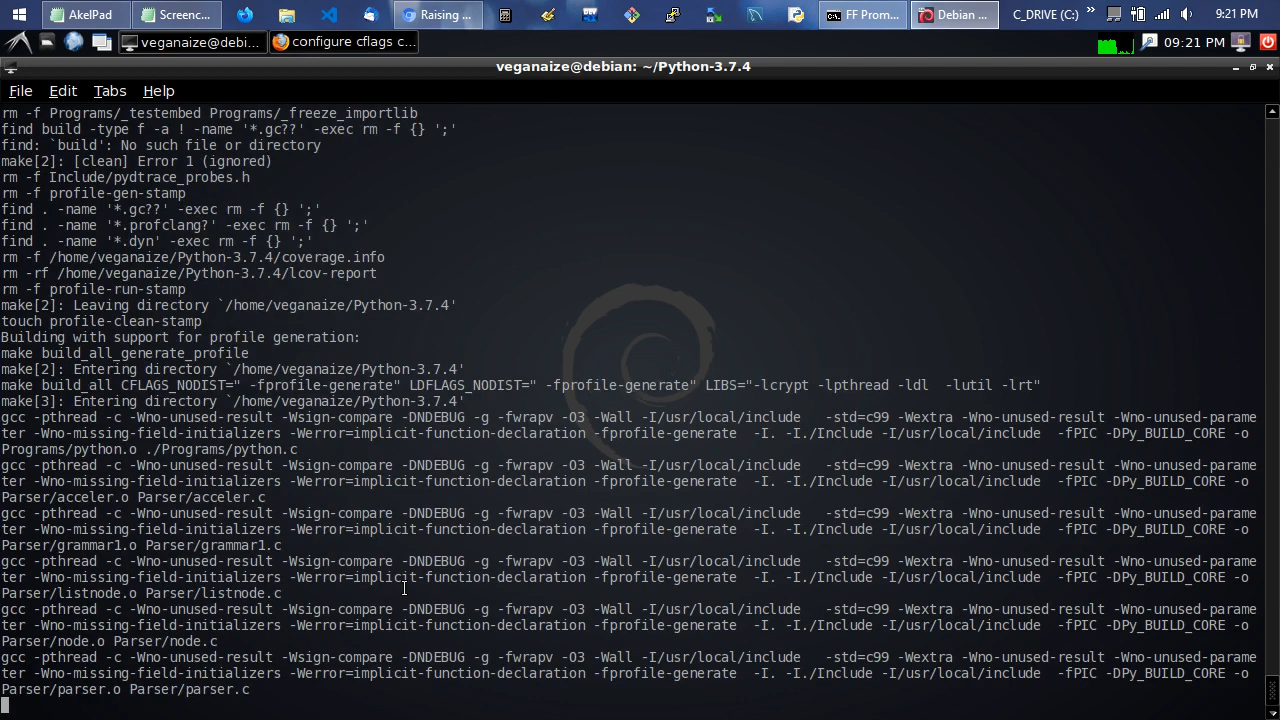 AkelPad
Screenc...
Raising ...
FF Prom...
Debian ...
C_DRIVE (C:)
»
9:21 PM
veganaize@debi...
configure cflags c...
09:21 PM
veganaize@debian: ~/Python-3.7.4
File Edit Tabs Help
rm -f Programs/_testembed Programs/_freeze_importlib
find build -type f -a ! -name '*.gc??' -exec rm -f {} ';'
find: `build': No such file or directory
make[2]: [clean] Error 1 (ignored)
rm -f Include/pydtrace_probes.h
rm -f profile-gen-stamp
find . -name '*.gc??' -exec rm -f {} ';'
find . -name '*.profclang?' -exec rm -f {} ';'
find . -name '*.dyn' -exec rm -f {} ';'
rm -f /home/veganaize/Python-3.7.4/coverage.info
rm -rf /home/veganaize/Python-3.7.4/lcov-report
rm -f profile-run-stamp
make[2]: Leaving directory `/home/veganaize/Python-3.7.4'
touch profile-clean-stamp
Building with support for profile generation:
make build_all_generate_profile
make[2]: Entering directory `/home/veganaize/Python-3.7.4'
make build_all CFLAGS_NODIST=" -fprofile-generate" LDFLAGS_NODIST=" -fprofile-generate" LIBS="-lcrypt -lpthread -ldl  -lutil -lrt"
make[3]: Entering directory `/home/veganaize/Python-3.7.4'
gcc -pthread -c -Wno-unused-result -Wsign-compare -DNDEBUG -g -fwrapv -O3 -Wall -I/usr/local/include   -std=c99 -Wextra -Wno-unused-result -Wno-unused-parame
ter -Wno-missing-field-initializers -Werror=implicit-function-declaration -fprofile-generate  -I. -I./Include -I/usr/local/include  -fPIC -DPy_BUILD_CORE -o
Programs/python.o ./Programs/python.c
gcc -pthread -c -Wno-unused-result -Wsign-compare -DNDEBUG -g -fwrapv -O3 -Wall -I/usr/local/include   -std=c99 -Wextra -Wno-unused-result -Wno-unused-parame
ter -Wno-missing-field-initializers -Werror=implicit-function-declaration -fprofile-generate  -I. -I./Include -I/usr/local/include  -fPIC -DPy_BUILD_CORE -o
Parser/acceler.o Parser/acceler.c
gcc -pthread -c -Wno-unused-result -Wsign-compare -DNDEBUG -g -fwrapv -O3 -Wall -I/usr/local/include   -std=c99 -Wextra -Wno-unused-result -Wno-unused-parame
ter -Wno-missing-field-initializers -Werror=implicit-function-declaration -fprofile-generate  -I. -I./Include -I/usr/local/include  -fPIC -DPy_BUILD_CORE -o
Parser/grammar1.o Parser/grammar1.c
gcc -pthread -c -Wno-unused-result -Wsign-compare -DNDEBUG -g -fwrapv -O3 -Wall -I/usr/local/include   -std=c99 -Wextra -Wno-unused-result -Wno-unused-parame
ter -Wno-missing-field-initializers -Werror=implicit-function-declaration -fprofile-generate  -I. -I./Include -I/usr/local/include  -fPIC -DPy_BUILD_CORE -o
Parser/listnode.o Parser/listnode.c
gcc -pthread -c -Wno-unused-result -Wsign-compare -DNDEBUG -g -fwrapv -O3 -Wall -I/usr/local/include   -std=c99 -Wextra -Wno-unused-result -Wno-unused-parame
ter -Wno-missing-field-initializers -Werror=implicit-function-declaration -fprofile-generate  -I. -I./Include -I/usr/local/include  -fPIC -DPy_BUILD_CORE -o
Parser/node.o Parser/node.c
gcc -pthread -c -Wno-unused-result -Wsign-compare -DNDEBUG -g -fwrapv -O3 -Wall -I/usr/local/include   -std=c99 -Wextra -Wno-unused-result -Wno-unused-parame
ter -Wno-missing-field-initializers -Werror=implicit-function-declaration -fprofile-generate  -I. -I./Include -I/usr/local/include  -fPIC -DPy_BUILD_CORE -o
Parser/parser.o Parser/parser.c